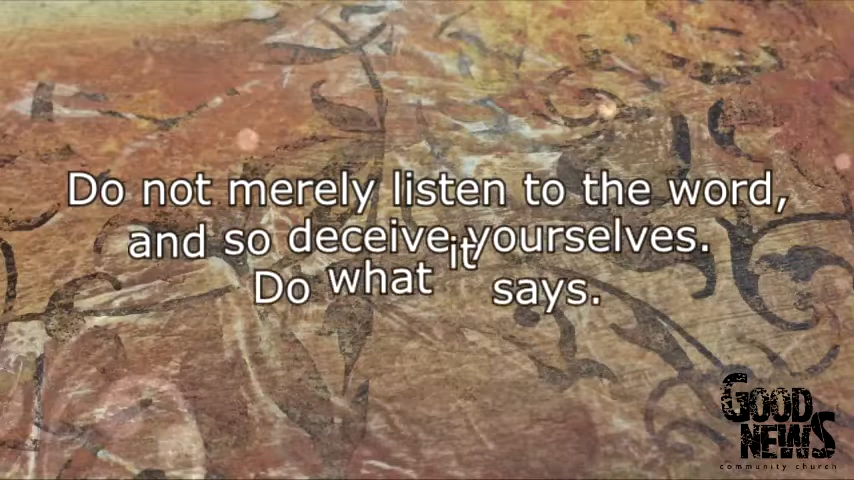 Do not merely listen to the word,
and so deceive yourselves.
Do what it says.
GOOD
NEWS
community church